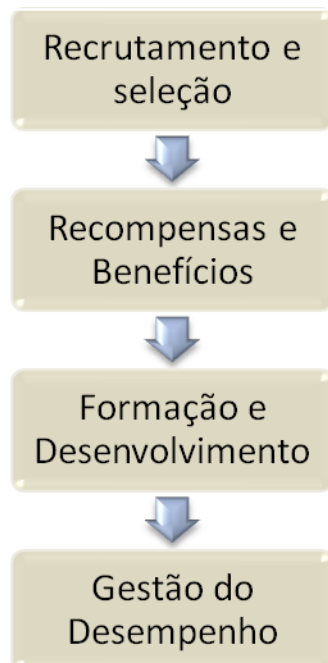 Recrutamento e
seleção
Recompensas e
Benefícios
Formação e
Desenvolvimento
Gestão do
Desempenho